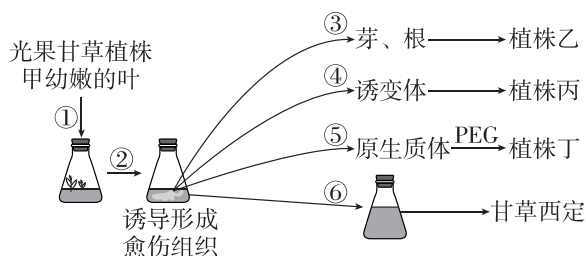 光果甘草植株
甲幼嫩的叶
①
②
诱导形成
愈伤组织
③ 芽、根 植株乙
④ 诱变体 植株丙
⑤ 原生质体 PEG 植株丁
⑥ 甘草西定